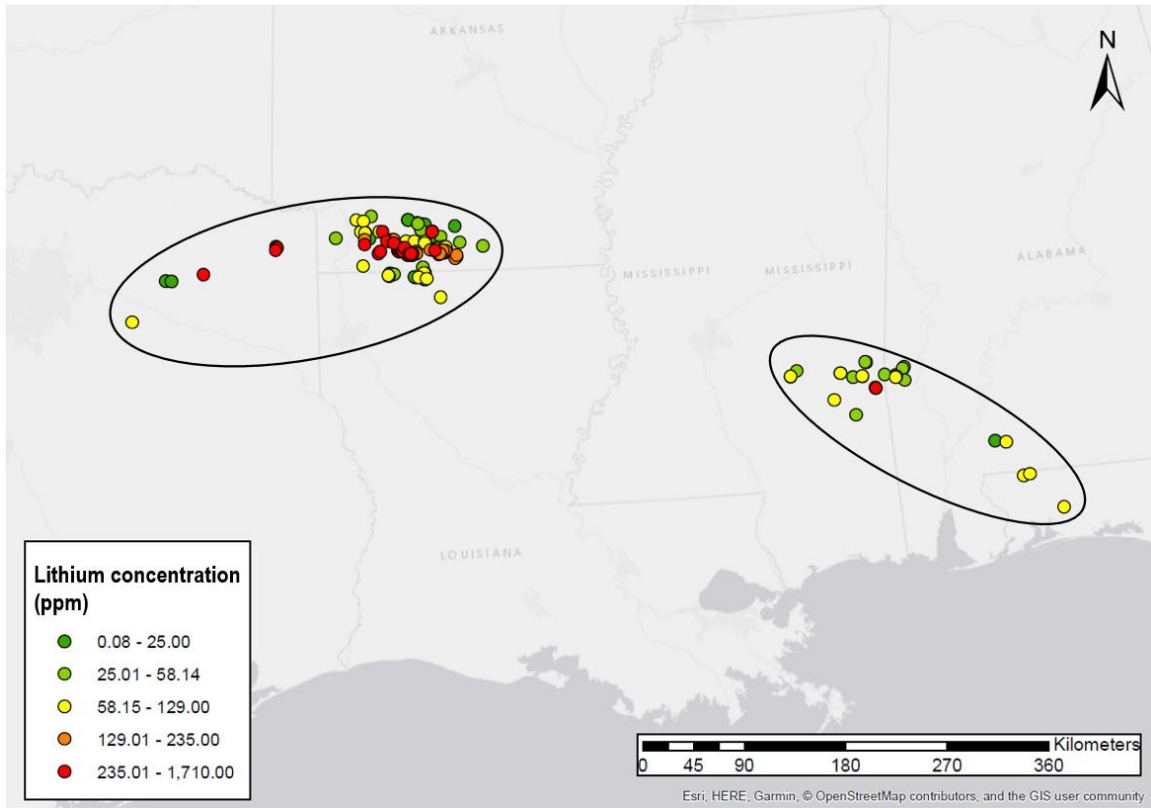 ARKANSAS
N
MISSISSIPPI
MISSISSIPPI
ALABAMA
LOUISIANA
Lithium concentration
(ppm)
0.08 - 25.00
25.01 - 58.14
58.15 - 129.00
129.01 - 235.00
235.01 - 1,710.00
Kilometers
0 45 90 180 270 360
Esri, HERE, Garmin, © OpenStreetMap contributors, and the GIS user community